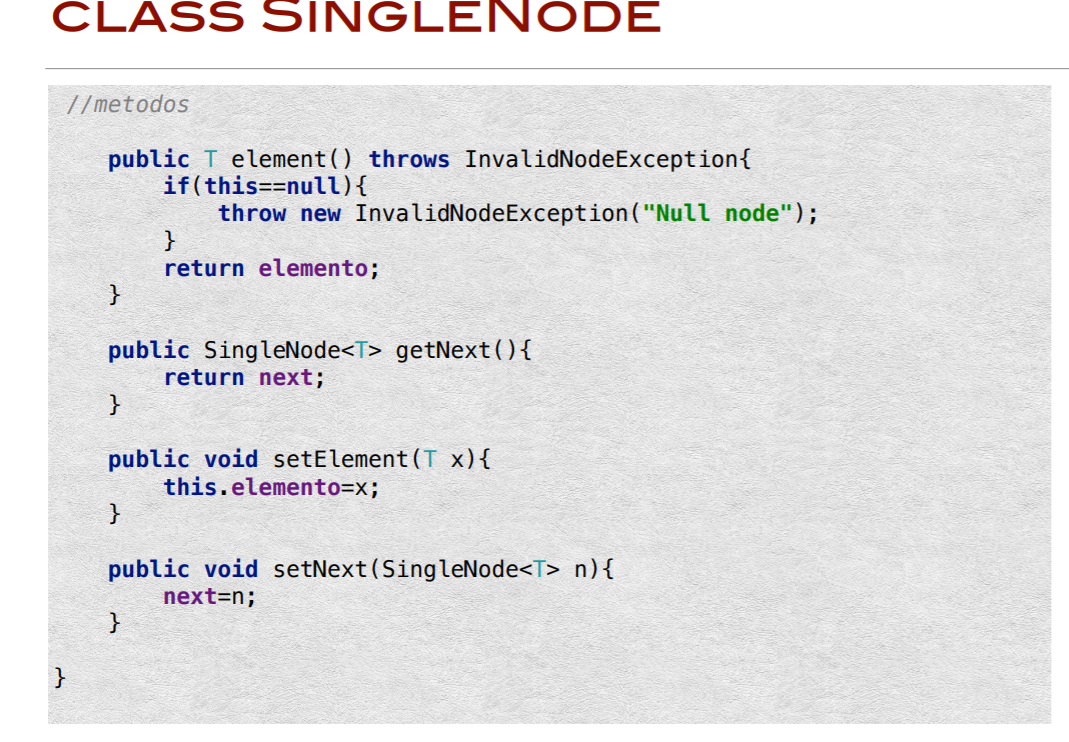 CLASS SINGLENODE
//metodos
public T element() throws InvalidNodeException{
if(this==null){
throw new InvalidNodeException("Null node");
}
return elemento;
}
public SingleNode<T> getNext(){
return next;
}
public void setElement(T x){
this.elemento=x;
}
public void setNext(SingleNode<T> n){
next=n;
}
}